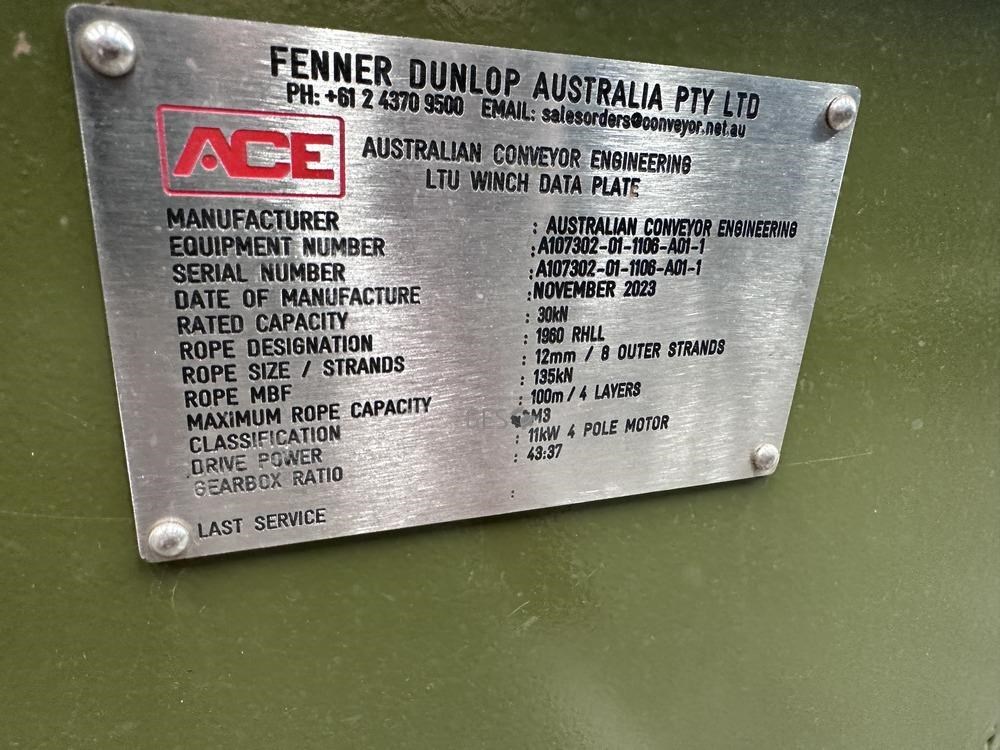 FENNER DUNLOP AUSTRALIA PTY LTD
PH: +61 2 4370 9500 EMAIL: salesorders@conveyor.net.au
ACE
AUSTRALIAN CONVEYOR ENGINEERING
LTU WINCH DATA PLATE
MANUFACTURER : AUSTRALIAN CONVEYOR ENGINEERING
EQUIPMENT NUMBER : A107302-01-1106-A01-1
SERIAL NUMBER : A107302-01-1106-A01-1
DATE OF MANUFACTURE : NOVEMBER 2023
RATED CAPACITY : 30kN
ROPE DESIGNATION : 1960 RHLL
ROPE SIZE / STRANDS : 12mm / 8 OUTER STRANDS
ROPE MBF : 135kN
MAXIMUM ROPE CAPACITY : 100m / 4 LAYERS
CLASSIFICATION : M3
DRIVE POWER : 11kW 4 POLE MOTOR
GEARBOX RATIO : 43:37
LAST SERVICE :